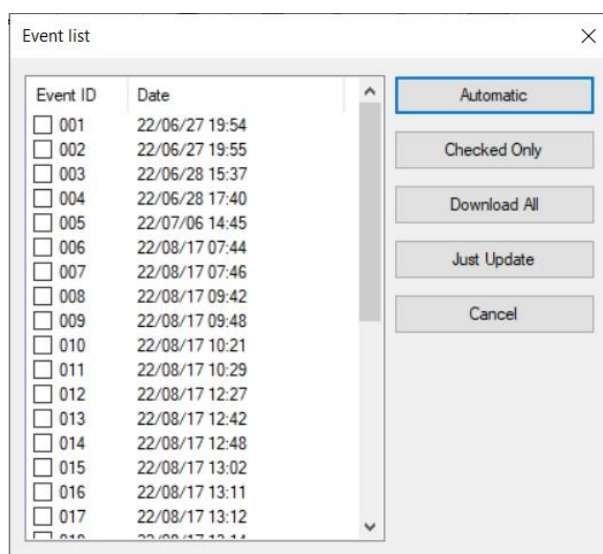 Event list
Event ID Date
001 22/06/27 19:54
002 22/06/27 19:55
003 22/06/28 15:37
004 22/06/28 17:40
005 22/07/06 14:45
006 22/08/17 07:44
007 22/08/17 07:46
008 22/08/17 09:42
009 22/08/17 09:48
010 22/08/17 10:21
011 22/08/17 10:29
012 22/08/17 12:27
013 22/08/17 12:42
014 22/08/17 12:48
015 22/08/17 13:02
016 22/08/17 13:11
017 22/08/17 13:12
Automatic
Checked Only
Download All
Just Update
Cancel